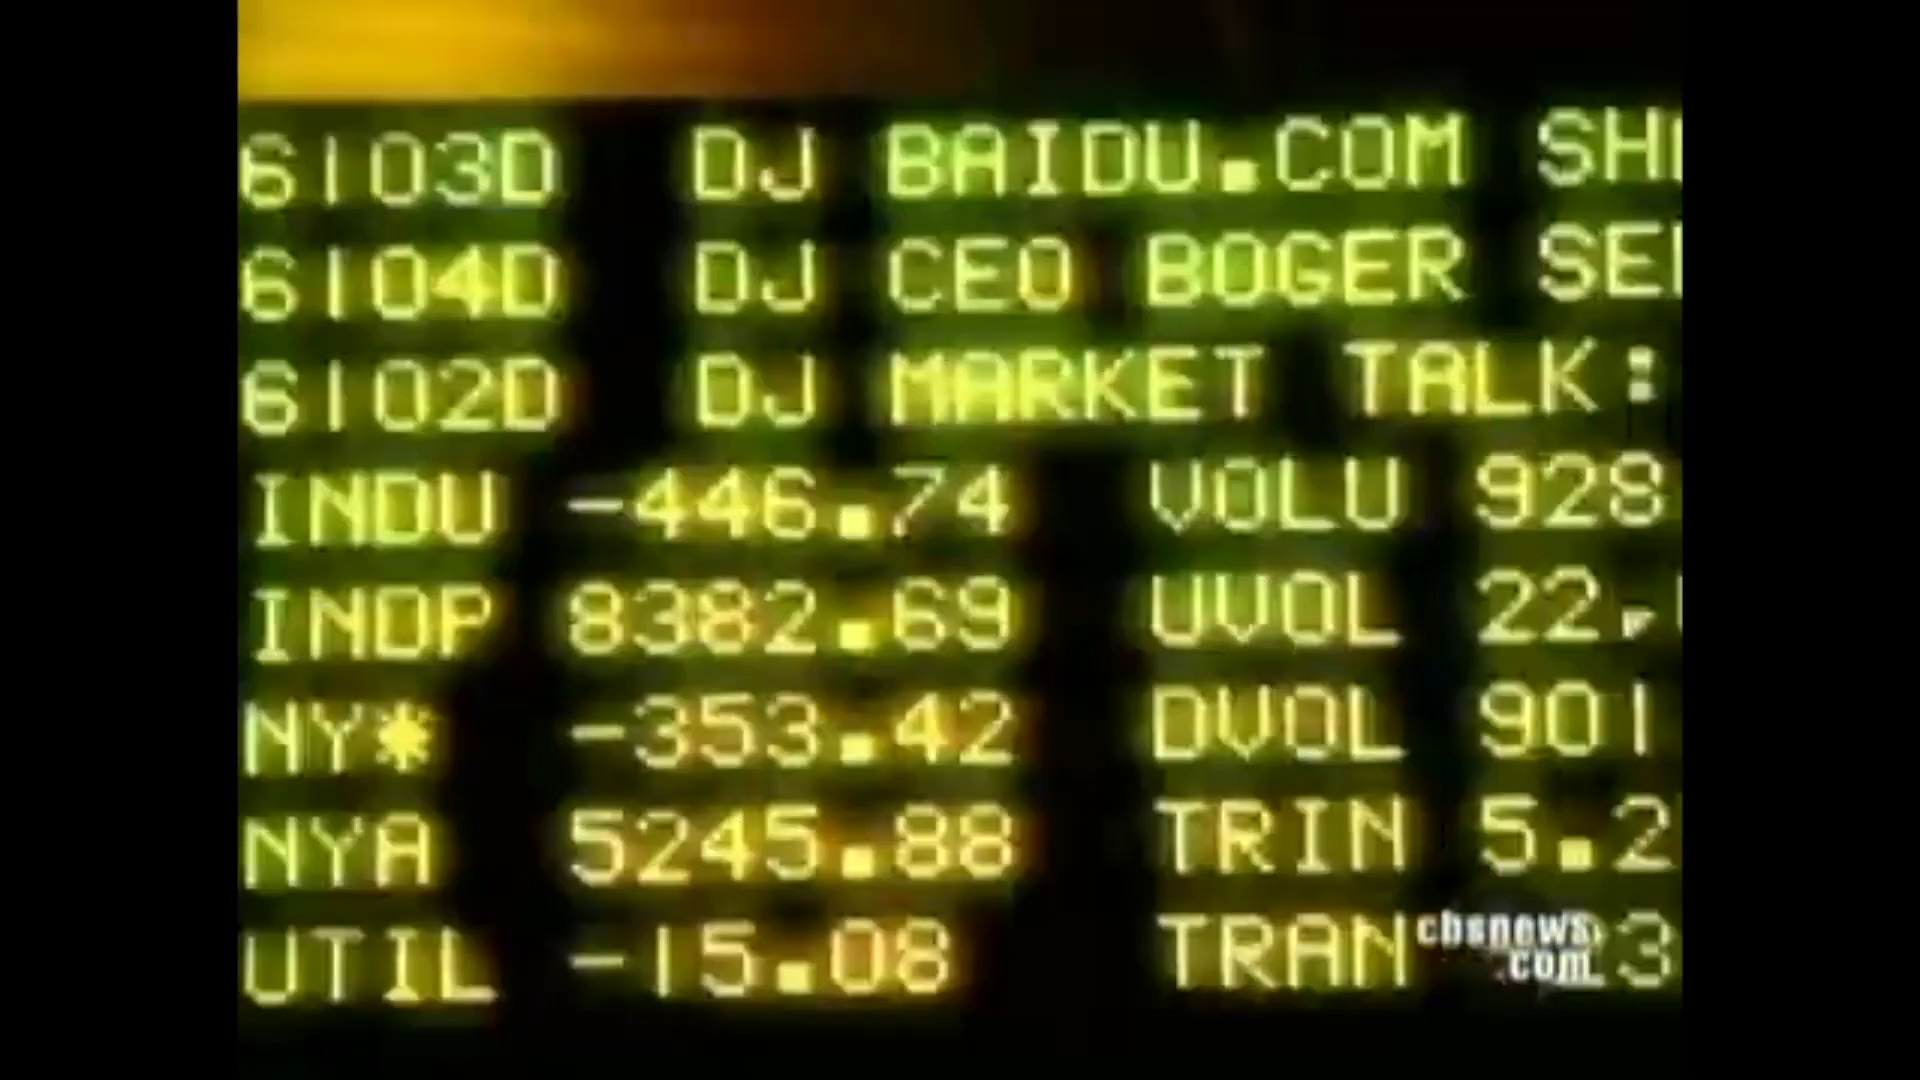 6103D DJ BAIDU.COM
6104D DJ CEO BOGER
6102D DJ MARKET TALK:
INDU -446.74 VOLU 928
INDP 8382.69 UVOL 22,
NY* -353.42 DVOL 901
NYA 5245.88 TRIN 5.2
UTIL -15.08 TRAN 3
cbsnews
.com